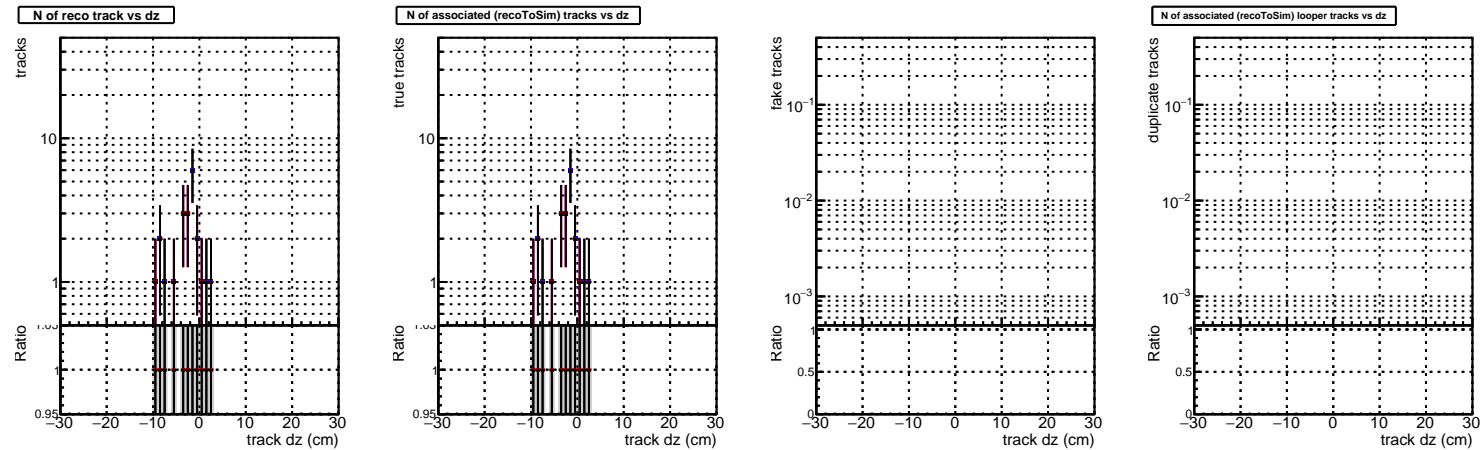 N of reco track vs dz
tracks
10
1
Ratio
1.05
1
0.95
−30 −20 −10 0 10 20 30
track dz (cm)
N of associated (recoToSim) tracks vs dz
true tracks
10
1
Ratio
1.05
1
0.95
−30 −20 −10 0 10 20 30
track dz (cm)
fake tracks
10−1
10−2
10−3
Ratio
1
0.5
0
−30 −20 −10 0 10 20 30
track dz (cm)
N of associated (recoToSim) looper tracks vs dz
duplicate tracks
10−1
10−2
10−3
Ratio
1
0.5
0
−30 −20 −10 0 10 20 30
track dz (cm)